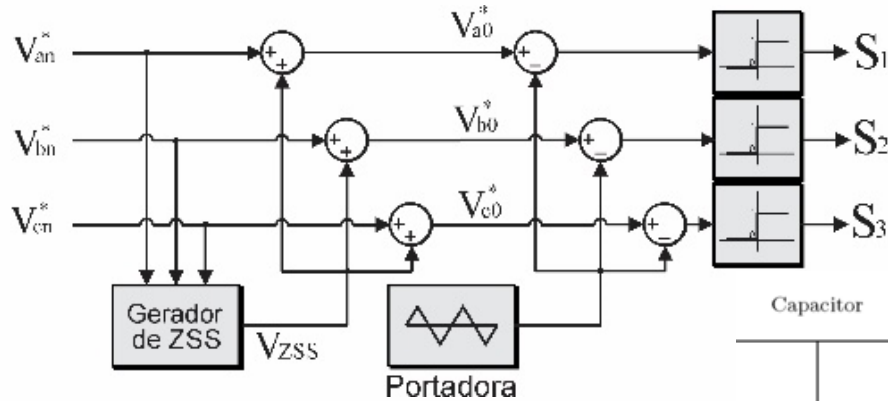 V*an
V*a0
S1
V*bn
V*b0
S2
V*cn
V*c0
S3
Gerador
de ZSS
VZSS
Portadora
Capacitor